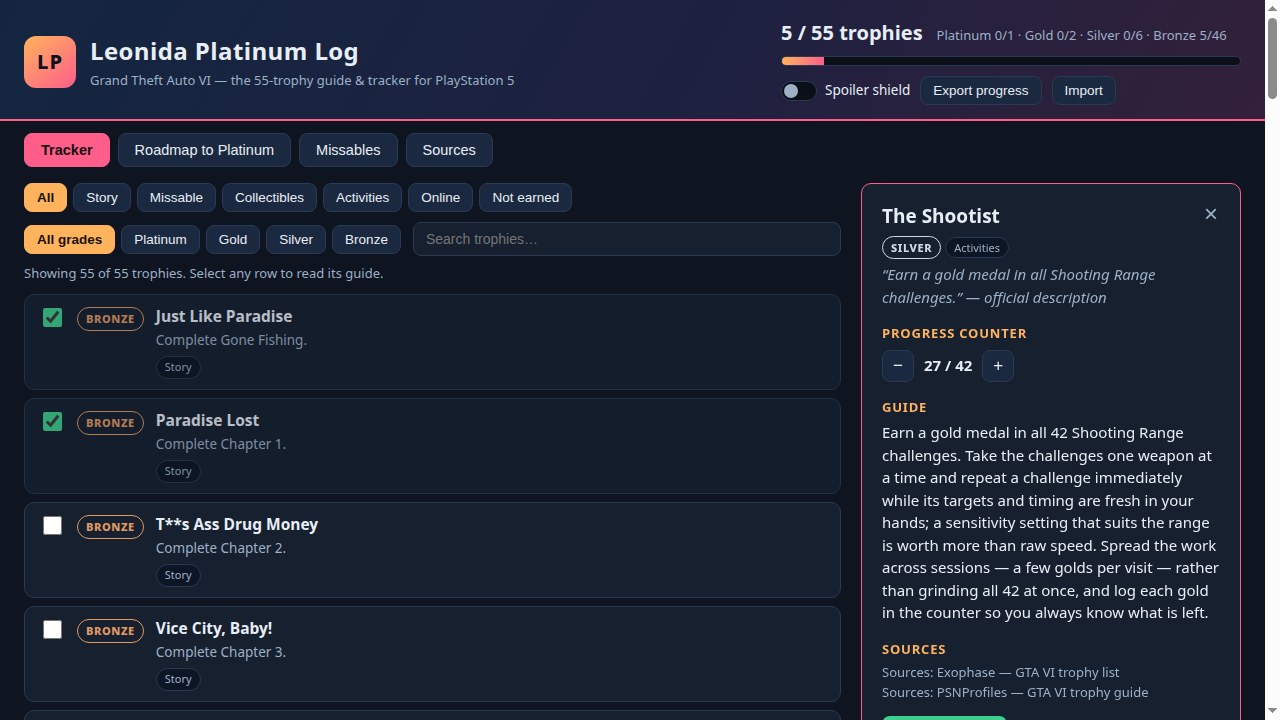 LP
Leonida Platinum Log
Grand Theft Auto VI — the 55-trophy guide & tracker for PlayStation 5
5 / 55 trophies
Platinum 0/1 · Gold 0/2 · Silver 0/6 · Bronze 5/46
Spoiler shield
Export progress
Import
Tracker
Roadmap to Platinum
Missables
Sources
All
Story
Missable
Collectibles
Activities
Online
Not earned
All grades
Platinum
Gold
Silver
Bronze
Search trophies…
Showing 55 of 55 trophies. Select any row to read its guide.
BRONZE
Just Like Paradise
Complete Gone Fishing.
Story
BRONZE
Paradise Lost
Complete Chapter 1.
Story
BRONZE
T**s Ass Drug Money
Complete Chapter 2.
Story
BRONZE
Vice City, Baby!
Complete Chapter 3.
Story
The Shootist
×
SILVER
Activities
“Earn a gold medal in all Shooting Range
challenges.” — official description
PROGRESS COUNTER
− 27 / 42 +
GUIDE
Earn a gold medal in all 42 Shooting Range
challenges. Take the challenges one weapon at
a time and repeat a challenge immediately
while its targets and timing are fresh in your
hands; a sensitivity setting that suits the range
is worth more than raw speed. Spread the work
across sessions — a few golds per visit — rather
than grinding all 42 at once, and log each gold
in the counter so you always know what is left.
SOURCES
Sources: Exophase — GTA VI trophy list
Sources: PSNProfiles — GTA VI trophy guide